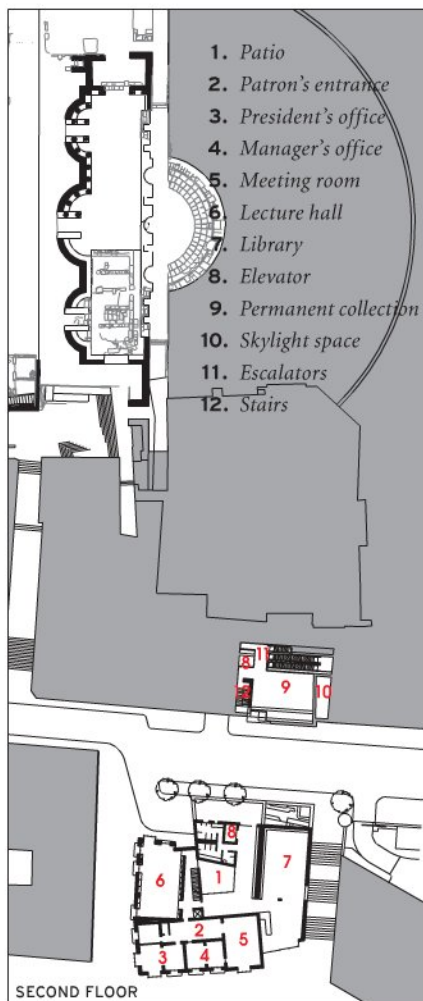 1. Patio
2. Patron's entrance
3. President's office
4. Manager's office
5. Meeting room
6. Lecture hall
7. Library
8. Elevator
9. Permanent collection
10. Skylight space
11. Escalators
12. Stairs
11
8
12
9
10
8
7
6
1
2
5
3
4
SECOND FLOOR